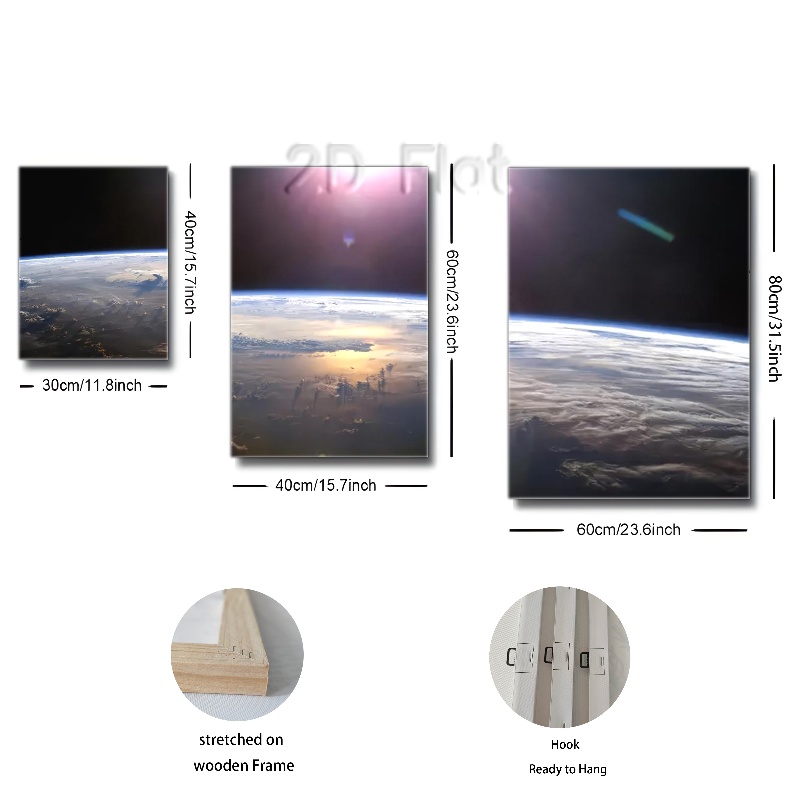 2D Flat
40cm/15.7inch
60cm/23.6inch
80cm/31.5inch
30cm/11.8inch
40cm/15.7inch
60cm/23.6inch
stretched on
wooden Frame
Hook
Ready to Hang